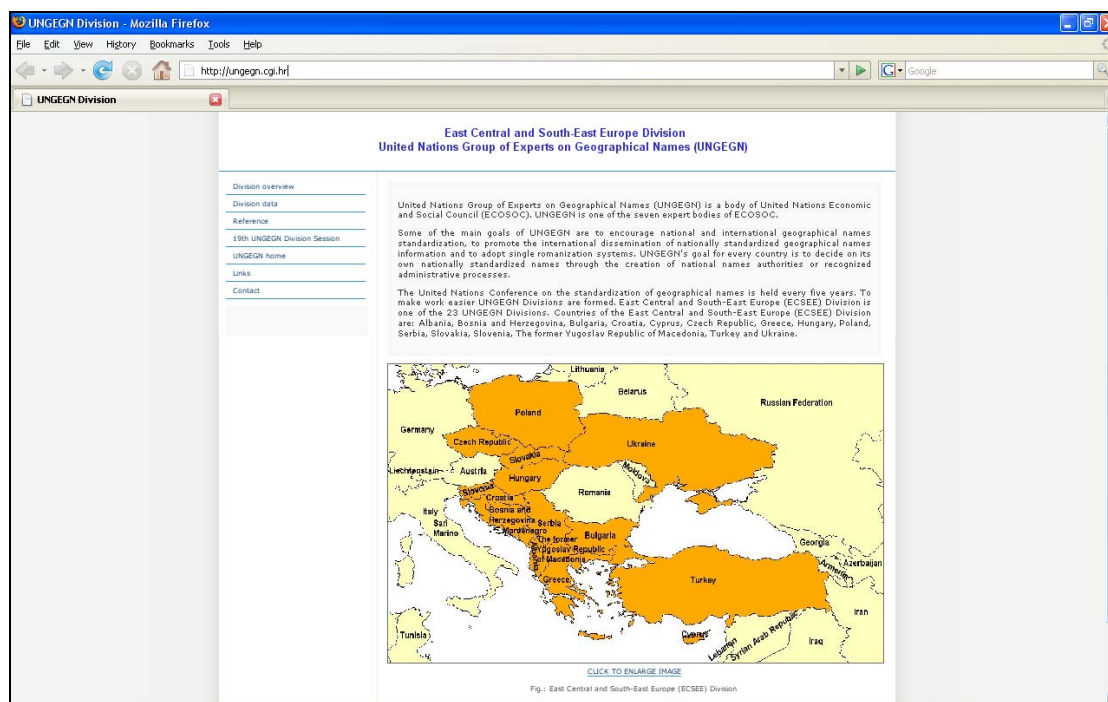 UNGEGN Division - Mozilla Firefox
File Edit View History Bookmarks Tools Help
http://ungegn.cgi.hr
Google
UNGEGN Division
East Central and South-East Europe Division
United Nations Group of Experts on Geographical Names (UNGEGN)
Division overview
Division data
Reference
19th UNGEGN Division Session
UNGEGN home
Links
Contact
United Nations Group of Experts on Geographical Names (UNGEGN) is a body of United Nations Economic
and Social Council (ECOSOC). UNGEGN is one of the seven expert bodies of ECOSOC.
Some of the main goals of UNGEGN are to encourage national and international geographical names
standardization, to promote the international dissemination of nationally standardized geographical names
information and to adopt single romanization systems. UNGEGN's goal for every country is to decide on its
own nationally standardized names through the creation of national names authorities or recognized
administrative processes.
The United Nations Conference on the standardization of geographical names is held every five years. To
make work easier UNGEGN Divisions are formed. East Central and South-East Europe (ECSEE) Division is
one of the 23 UNGEGN Divisions. Countries of the East Central and South-East Europe (ECSEE) Division
are: Albania, Bosnia and Herzegovina, Bulgaria, Croatia, Cyprus, Czech Republic, Greece, Hungary, Poland,
Serbia, Slovakia, Slovenia, The former Yugoslav Republic of Macedonia, Turkey and Ukraine.
Lithuania
Belarus
Russian Federation
Poland
Germany
Czech Republic
Ukraine
Slovakia
Liechtenstein
Austria
Moldova
Hungary
Romania
Slovenia
Croatia
Italy
Bosnia and
Herzegovina
Serbia
San
Marino
Montenegro
Bulgaria
The former
Yugoslav Republic
of Macedonia
Albania
Georgia
Armenia
Azerbaijan
Greece
Turkey
Iran
Tunisia
Cyprus
Lebanon
Syrian Arab Republic
Iraq
CLICK TO ENLARGE IMAGE
Fig.: East Central and South-East Europe (ECSEE) Division